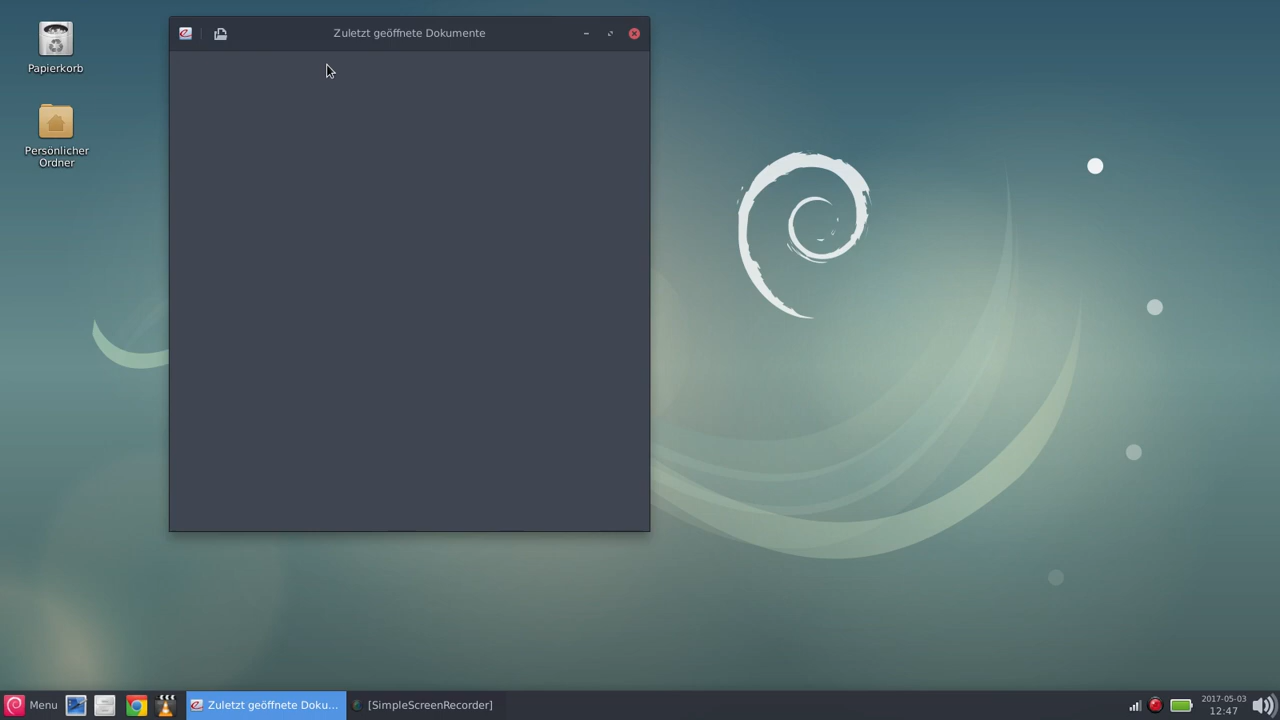 Zuletzt geöffnete Dokumente
Papierkorb
Persönlicher
Ordner
Menu
Zuletzt geöffnete Doku...
[SimpleScreenRecorder]
2017-05-03
12:47